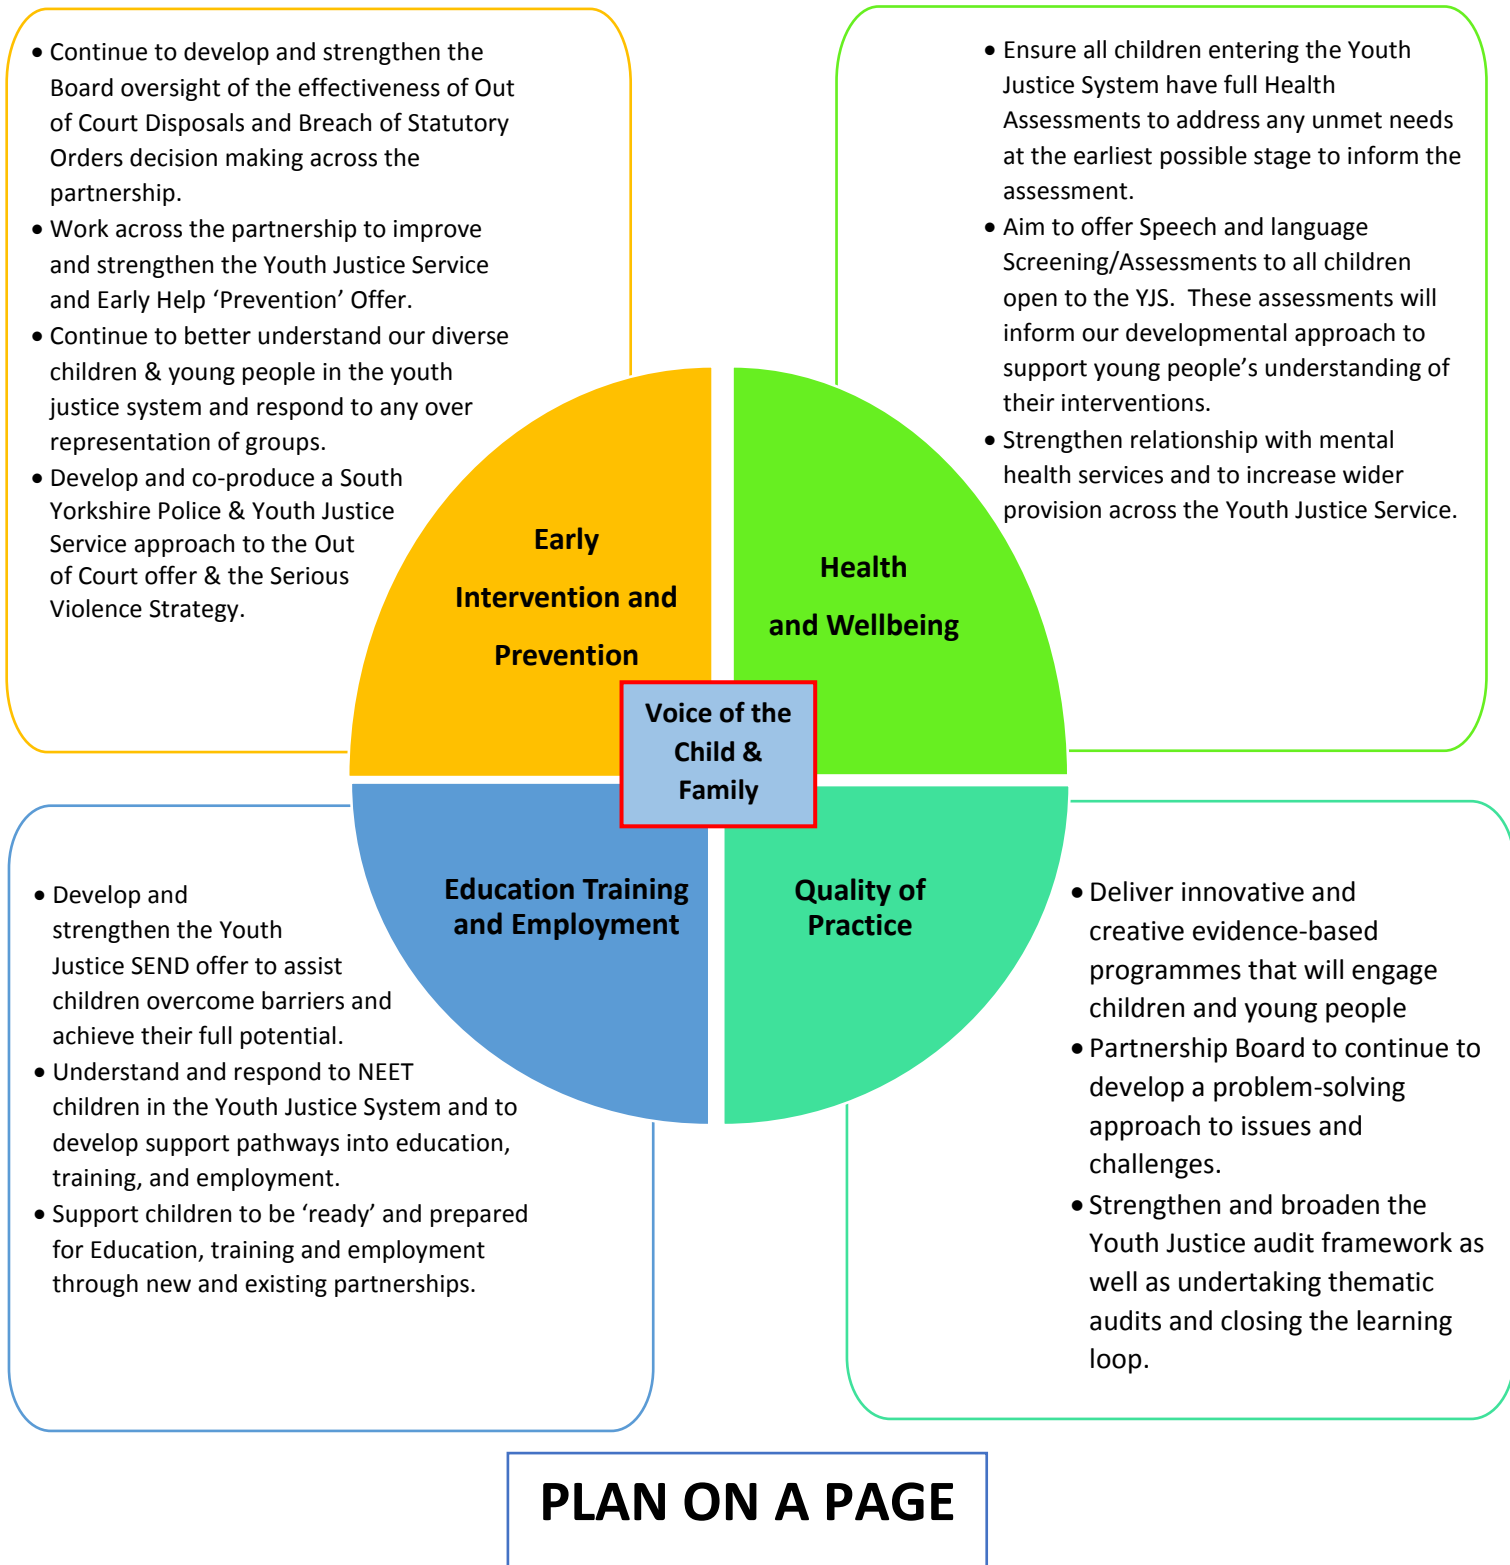 • Continue to develop and strengthen the
Board oversight of the effectiveness of Out
of Court Disposals and Breach of Statutory
Orders decision making across the
partnership.
• Work across the partnership to improve
and strengthen the Youth Justice Service
and Early Help ‘Prevention’ Offer.
• Continue to better understand our diverse
children & young people in the youth
justice system and respond to any over
representation of groups.
• Develop and co-produce a South
Yorkshire Police & Youth Justice
Service approach to the Out
of Court offer & the Serious
Violence Strategy.
• Ensure all children entering the Youth
Justice System have full Health
Assessments to address any unmet needs
at the earliest possible stage to inform the
assessment.
• Aim to offer Speech and language
Screening/Assessments to all children
open to the YJS.  These assessments will
inform our developmental approach to
support young people’s understanding of
their interventions.
• Strengthen relationship with mental
health services and to increase wider
provision across the Youth Justice Service.
Early
Intervention and
Prevention
Health
and Wellbeing
Voice of the
Child &
Family
Education Training
and Employment
Quality of
Practice
• Develop and
strengthen the Youth
Justice SEND offer to assist
children overcome barriers and
achieve their full potential.
• Understand and respond to NEET
children in the Youth Justice System and to
develop support pathways into education,
training, and employment.
• Support children to be ‘ready’ and prepared
for Education, training and employment
through new and existing partnerships.
• Deliver innovative and
creative evidence-based
programmes that will engage
children and young people
• Partnership Board to continue to
develop a problem-solving
approach to issues and
challenges.
• Strengthen and broaden the
Youth Justice audit framework as
well as undertaking thematic
audits and closing the learning
loop.
PLAN ON A PAGE